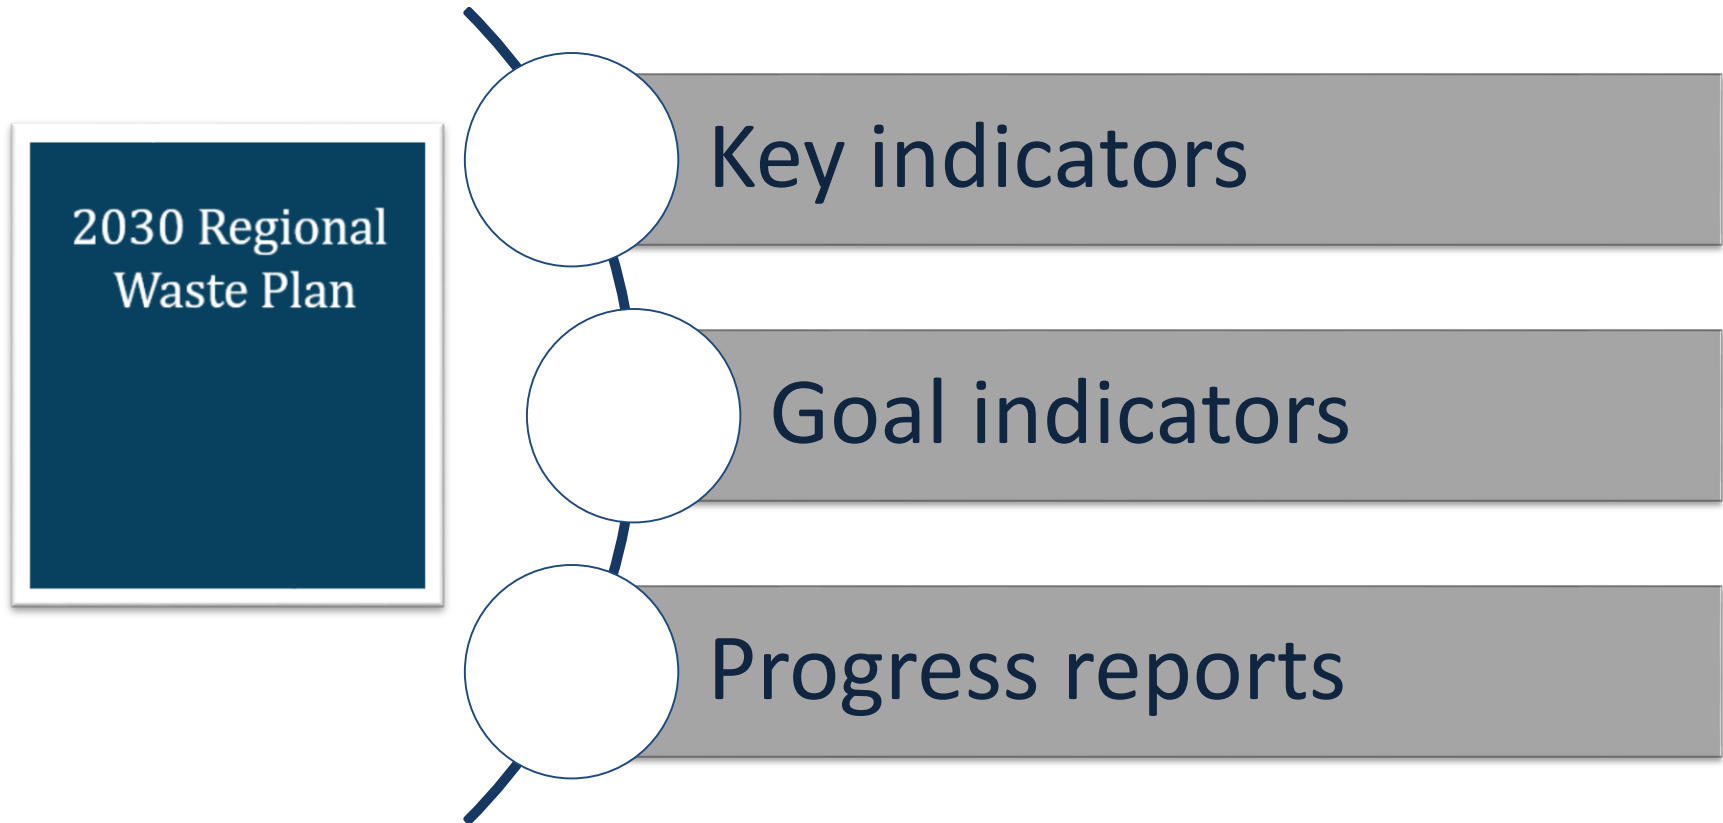 2030 Regional
Waste Plan
Key indicators
Goal indicators
Progress reports